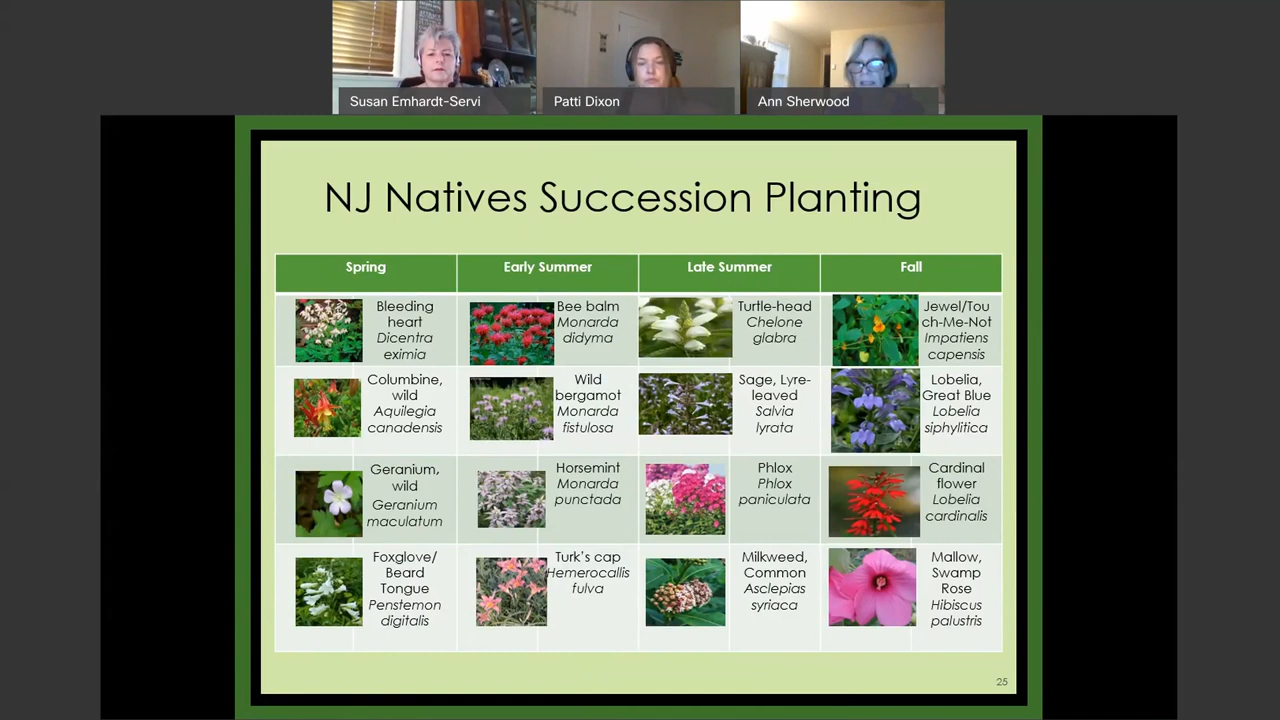 Susan Emhardt-Servi
Patti Dixon
Ann Sherwood
NJ Natives Succession Planting
Spring
Early Summer
Late Summer
Fall
Bleeding
heart
Dicentra
eximia
Bee balm
Monarda
didyma
Turtle-head
Chelone
glabra
Jewel/Tou
ch-Me-Not
Impatiens
capensis
Columbine,
wild
Aquilegia
canadensis
Wild
bergamot
Monarda
fistulosa
Sage, Lyre-
leaved
Salvia
lyrata
Lobelia,
Great Blue
Lobelia
siphylitica
Geranium,
wild
Geranium
maculatum
Horsemint
Monarda
punctada
Phlox
Phlox
paniculata
Cardinal
flower
Lobelia
cardinalis
Foxglove/
Beard
Tongue
Penstemon
digitalis
Turk's cap
Hemerocallis
fulva
Milkweed,
Common
Asclepias
syriaca
Mallow,
Swamp
Rose
Hibiscus
palustris
25